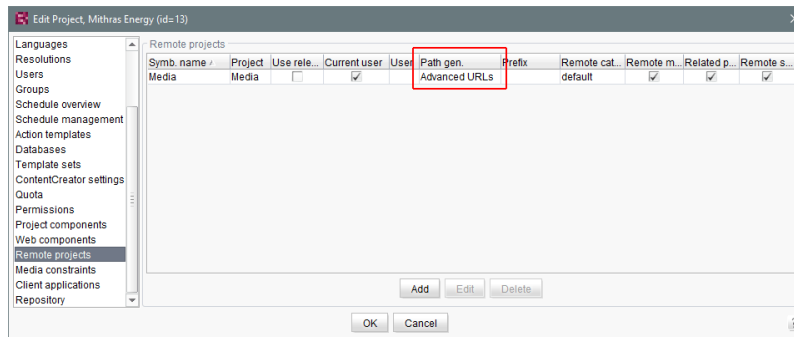 Edit Project, Mithras Energy (id=13)
Languages
Resolutions
Users
Groups
Schedule overview
Schedule management
Action templates
Databases
Template sets
ContentCreator settings
Quota
Permissions
Project components
Web components
Remote projects
Media constraints
Client applications
Repository
Remote projects
Symb. name Project Use rele... Current user User Path gen. Prefix Remote cat... Remote m... Related p... Remote s...
Media Media Advanced URLs default
Add Edit Delete
OK Cancel